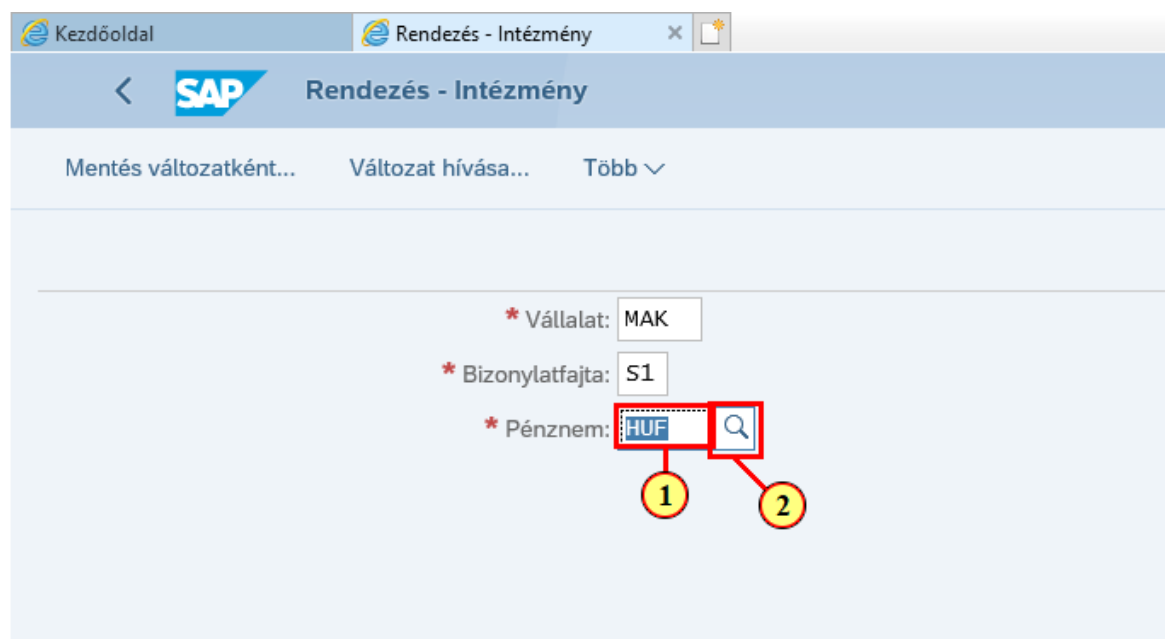 Kezdőoldal Rendezés - Intézmény
SAP Rendezés - Intézmény
Mentés változatként... Változat hívása... Több
* Vállalat: MAK
* Bizonylatfajta: S1
* Pénznem: HUF
1 2